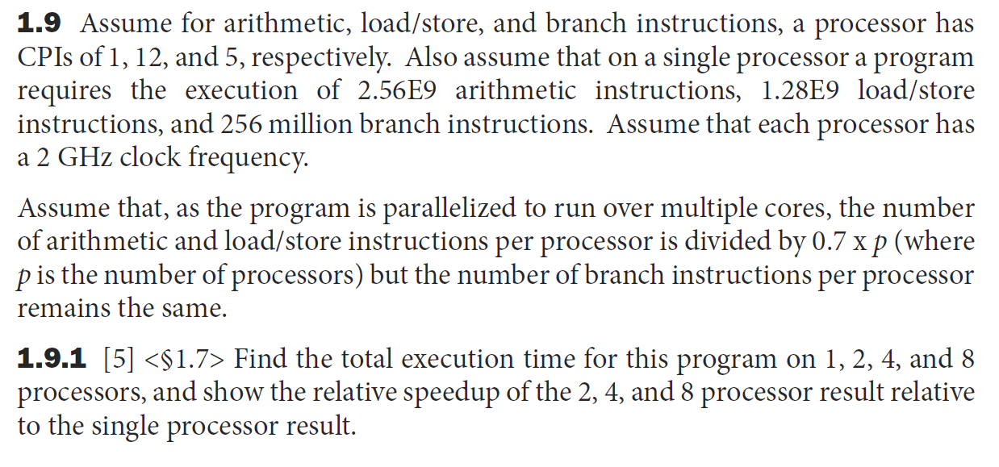 1.9 Assume for arithmetic, load/store, and branch instructions, a processor has
CPIs of 1, 12, and 5, respectively. Also assume that on a single processor a program
requires the execution of 2.56E9 arithmetic instructions, 1.28E9 load/store
instructions, and 256 million branch instructions. Assume that each processor has
a 2 GHz clock frequency.
Assume that, as the program is parallelized to run over multiple cores, the number
of arithmetic and load/store instructions per processor is divided by 0.7 x p (where
p is the number of processors) but the number of branch instructions per processor
remains the same.
1.9.1 [5] <§1.7> Find the total execution time for this program on 1, 2, 4, and 8
processors, and show the relative speedup of the 2, 4, and 8 processor result relative
to the single processor result.